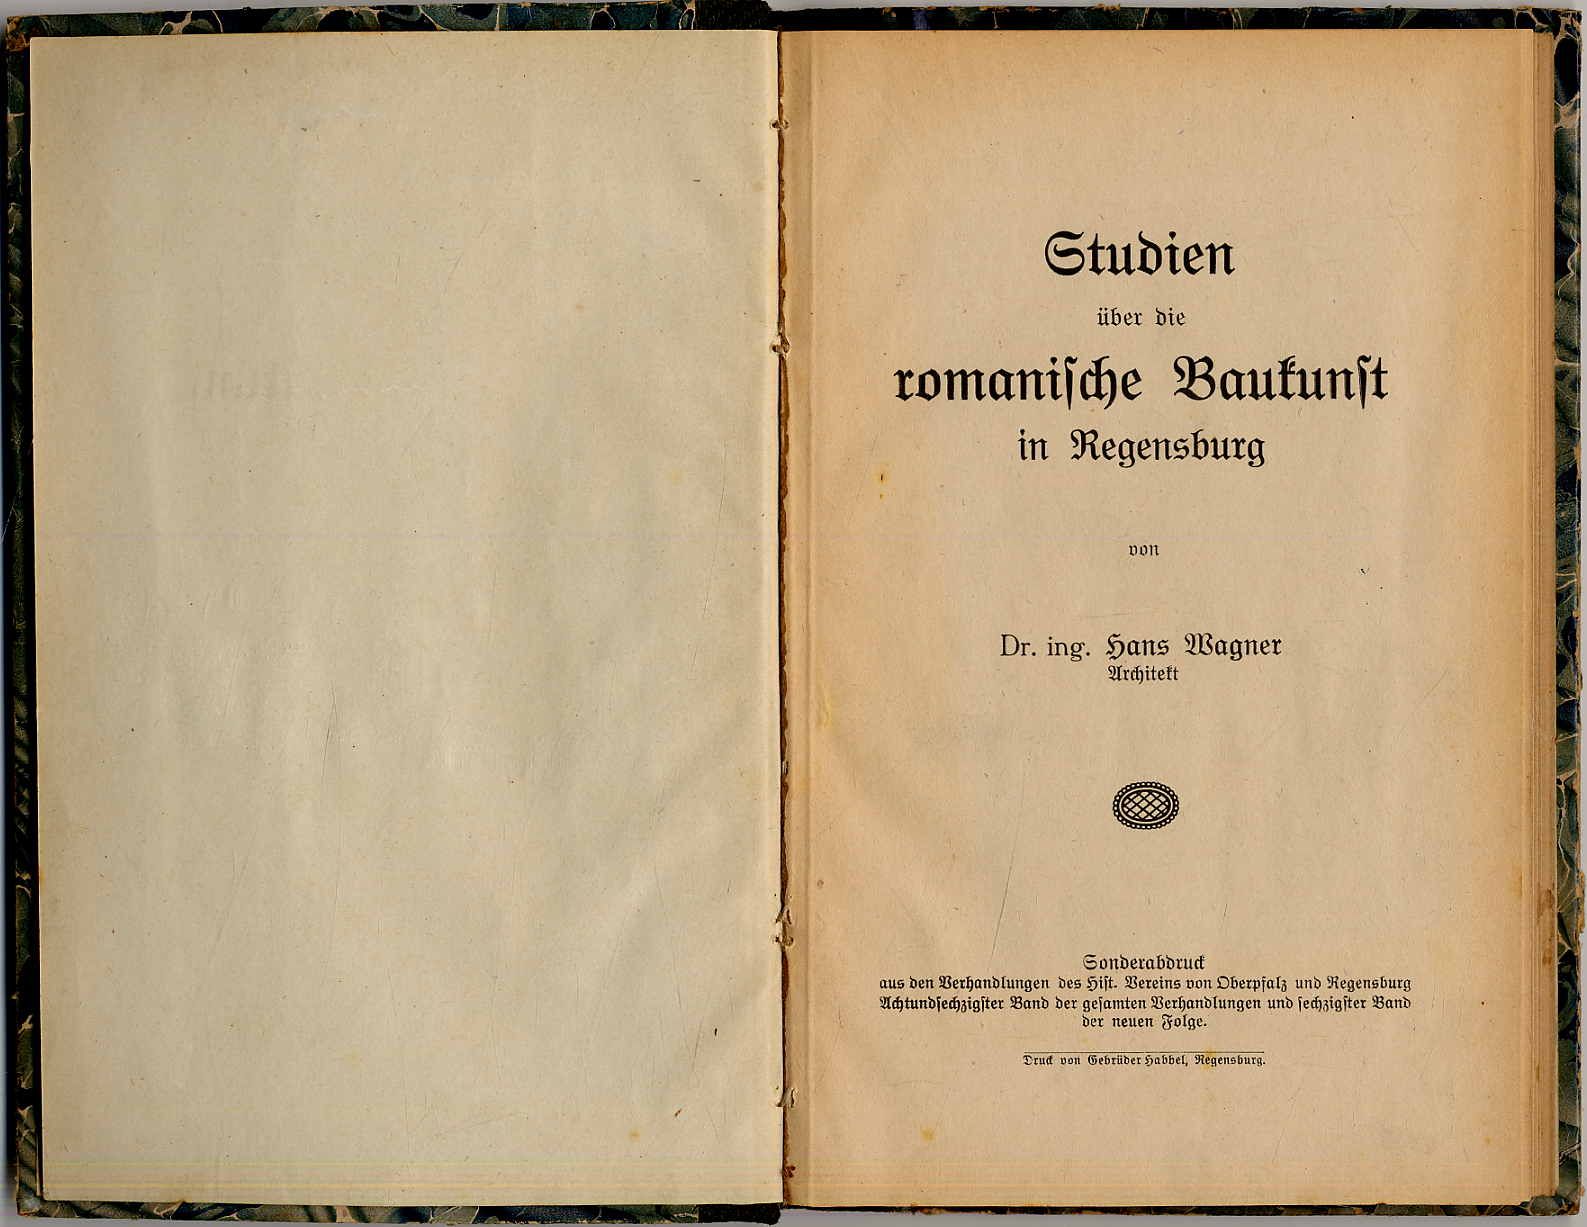 Studien
über die
romanische Baukunst
in Regensburg
von
Dr. ing. Hans Wagner
Architekt
Sonderabdruck
aus den Verhandlungen des Hist. Vereins von Oberpfalz und Regensburg
Achtundsechzigster Band der gesamten Verhandlungen und sechzigster Band
der neuen Folge.
Druck von Gebrüder Habbel, Regensburg.